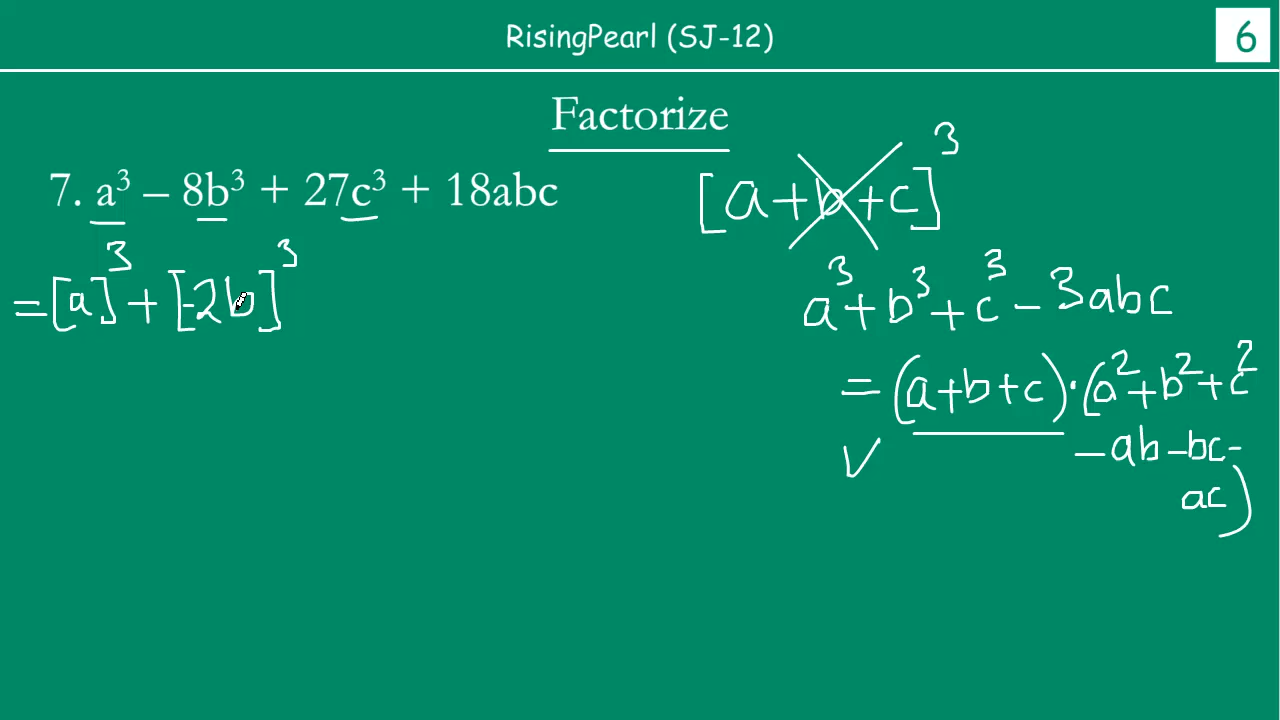 RisingPearl (SJ-12)
6
Factorize
7. a³ – 8b³ + 27c³ + 18abc
[a+b+c]³
=[a]³+[-2b]³
a³+b³+c³-3abc
=(a+b+c)·(a²+b²+c²
-ab-bc-
ac)